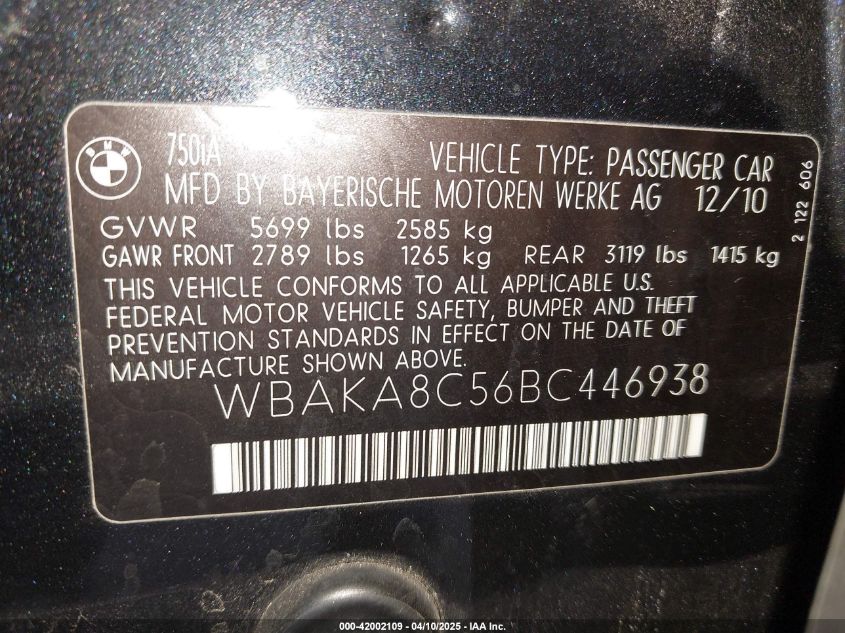 BMW
750iA
VEHICLE TYPE: PASSENGER CAR
MFD BY BAYERISCHE MOTOREN WERKE AG 12/10
GVWR 5699 lbs 2585 kg
GAWR FRONT 2789 lbs 1265 kg REAR 3119 lbs 1415 kg
THIS VEHICLE CONFORMS TO ALL APPLICABLE U.S.
FEDERAL MOTOR VEHICLE SAFETY, BUMPER AND THEFT
PREVENTION STANDARDS IN EFFECT ON THE DATE OF
MANUFACTURE SHOWN ABOVE.
WBAKA8C56BC446938
2 122 606
000-42002109 - 04/10/2025 - IAA Inc.